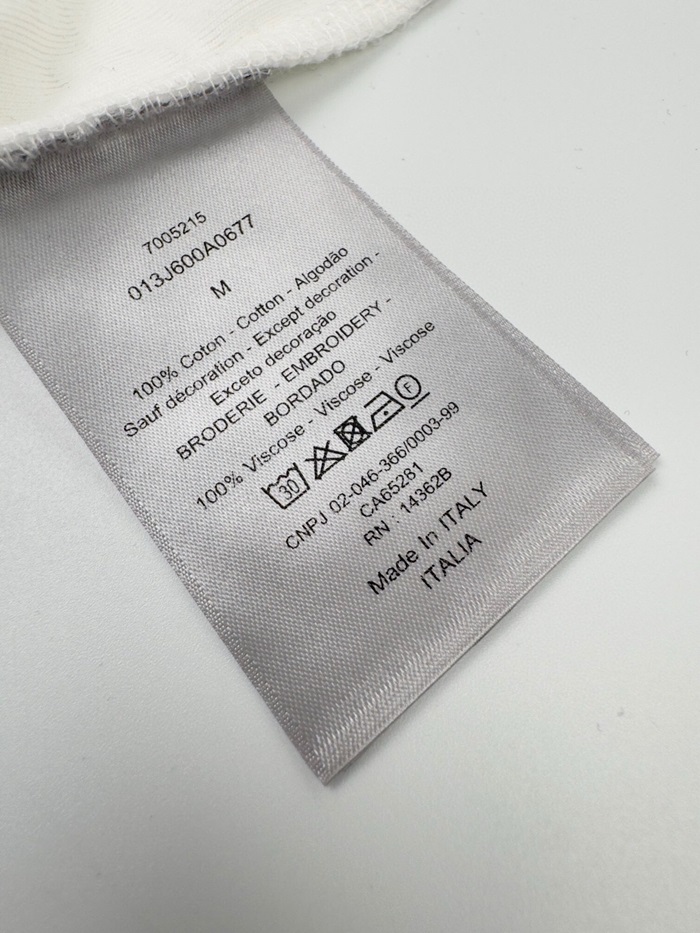 7005215
013J600A0677
M
100% Coton - Cotton - Algodão
Sauf décoration - Except decoration -
Exceto decoração
BRODERIE - EMBROIDERY -
BORDADO
100% Viscose - Viscose - Viscose
30 F
CNPJ 02-046-366/0003-99
CA65281
RN : 14362B
Made In ITALY
ITALIA